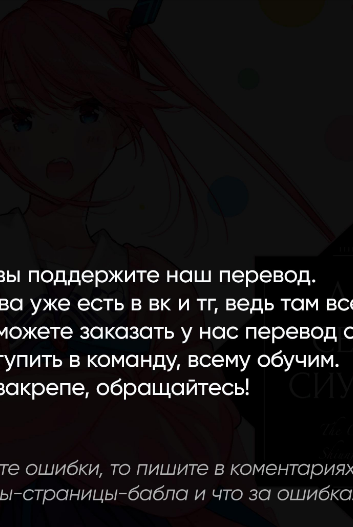 вы поддержите наш перевод.
ва уже есть в вк и тг, ведь там все
можете заказать у нас перевод с
тупить в команду, всему обучим.
закрепе, обращайтесь!
те ошибки, то пишите в коментариях
ы-страницы-бабла и что за ошибка